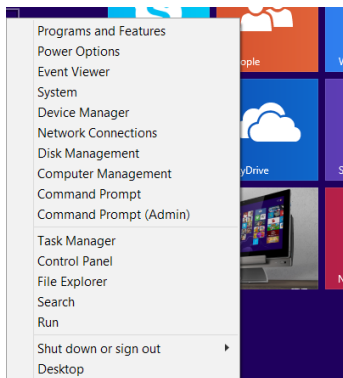 Programs and Features
Power Options
Event Viewer
System
Device Manager
Network Connections
Disk Management
Computer Management
Command Prompt
Command Prompt (Admin)
Task Manager
Control Panel
File Explorer
Search
Run
Shut down or sign out
Desktop
ople
yDrive